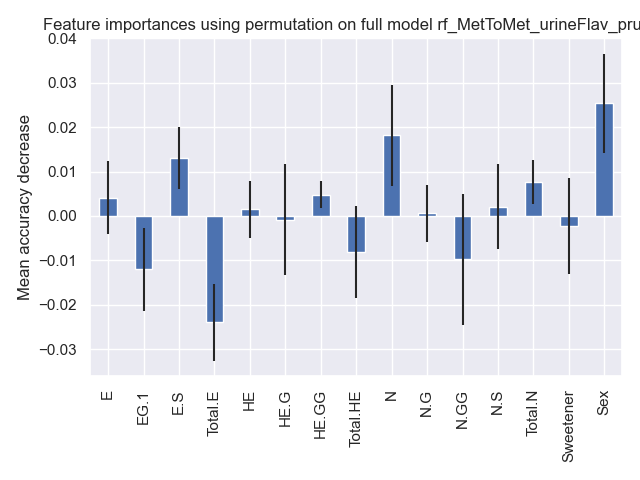 Feature importances using permutation on full model rf_MetToMet_urineFlav_pru
0.04
0.03
0.02
0.01
0.00
−0.01
−0.02
−0.03
Mean accuracy decrease
E
EG.1
E.S
Total.E
HE
HE.G
HE.GG
Total.HE
N
N.G
N.GG
N.S
Total.N
Sweetener
Sex